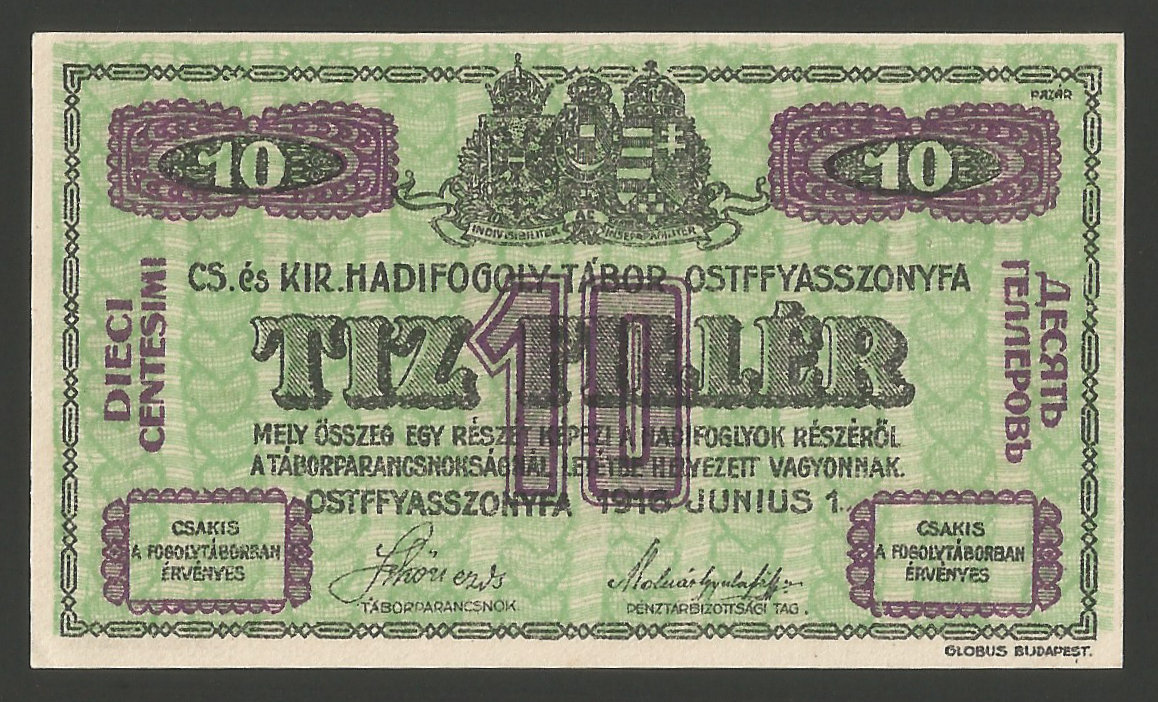 PAZÁR
10
10
INDIVISIBILITER AC INSEPARABILITER
CS. és KIR. HADIFOGOLY-TÁBOR OSTFFYASSZONYFA
DIECI
CENTESIMI
10
TIZ FILLÉR
ДЕСЯТЬ
ГЕЛЛЕРОВЪ
MELY ÖSSZEG EGY RÉSZÉT KÉPEZI A HADIFOGLYOK RÉSZÉRŐL
A TÁBORPARANCSNOKSÁGNÁL LETÉTBE HELYEZETT VAGYONNAK.
OSTFFYASSZONYFA 1916 JUNIUS 1.
CSAKIS
A FOGOLYTÁBORBAN
ÉRVÉNYES
TÁBORPARANCSNOK.
PÉNZTÁRBIZOTTSÁGI TAG.
CSAKIS
A FOGOLYTÁBORBAN
ÉRVÉNYES
GLOBUS BUDAPEST.